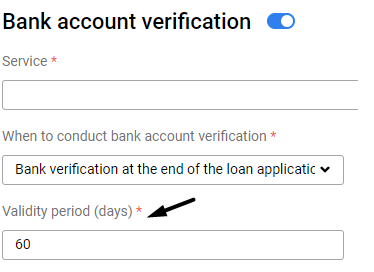 Bank account verification
Service *
When to conduct bank account verification *
Bank verification at the end of the loan applicatic
Validity period (days) *
60